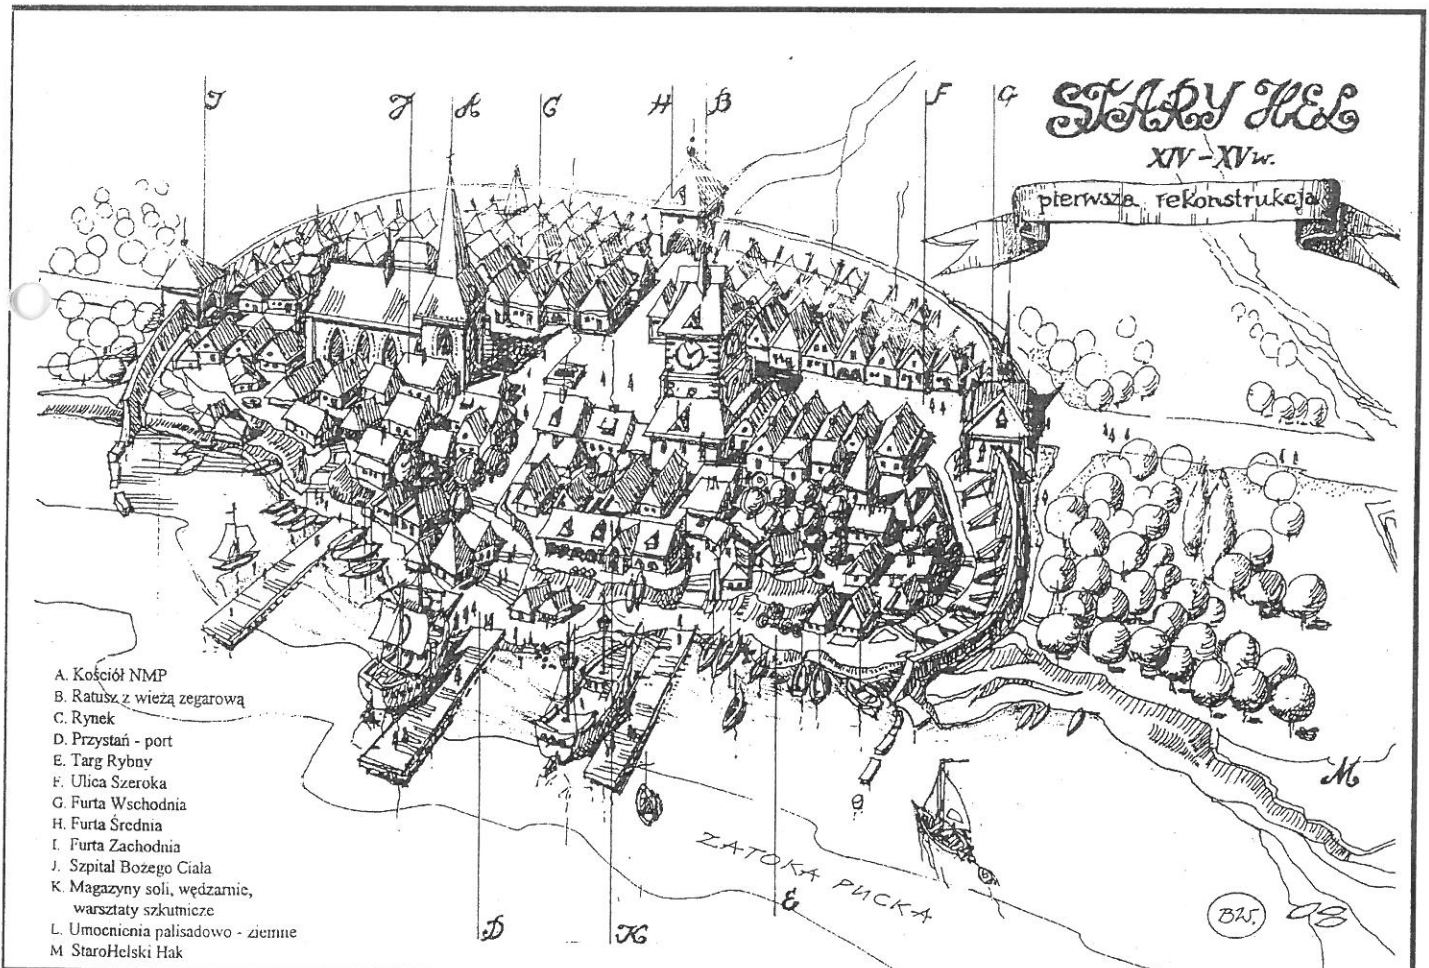 I
J
A
C
H
B
F
G
STARY HEL
XIV - XV w.
pierwsza rekonstrukcja
A. Kościół NMP
B. Ratusz z wieżą zegarową
C. Rynek
D. Przystań - port
E. Targ Rybny
F. Ulica Szeroka
G. Furta Wschodnia
H. Furta Średnia
I. Furta Zachodnia
J. Szpital Bożego Ciała
K. Magazyny soli, wędzarnie,
warsztaty szkutnicze
L. Umocnienia palisadowo - ziemne
M StaroHelski Hak
ZATOKA PUCKA
M
D
K
E
BW. 08